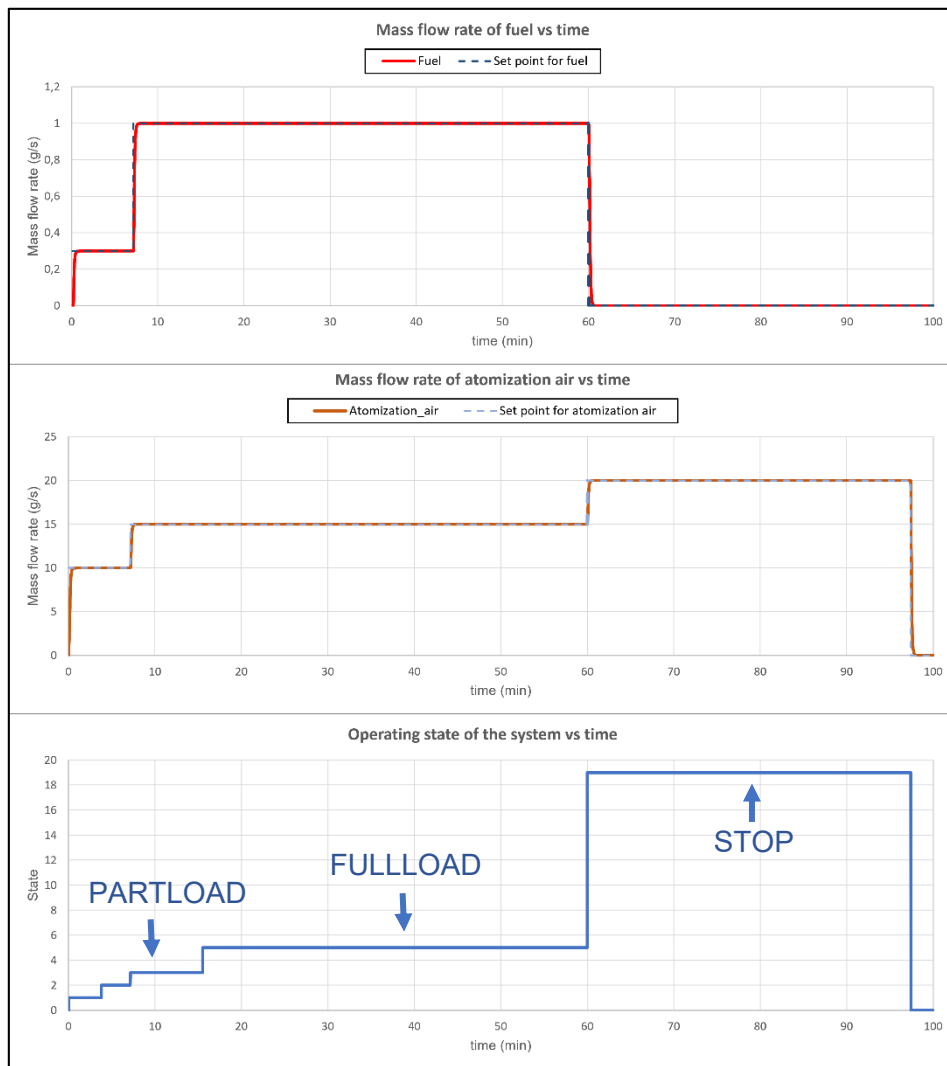 Mass flow rate of fuel vs time
Fuel Set point for fuel
Mass flow rate (g/s)
1,2
1
0,8
0,6
0,4
0,2
0
0 10 20 30 40 50 60 70 80 90 100
time (min)
Mass flow rate of atomization air vs time
Atomization_air Set point for atomization air
Mass flow rate (g/s)
25
20
15
10
5
0
0 10 20 30 40 50 60 70 80 90 100
time (min)
Operating state of the system vs time
State
20
18
16
14
12
10
8
6
4
2
0
PARTLOAD
FULLLOAD
STOP
0 10 20 30 40 50 60 70 80 90 100
time (min)